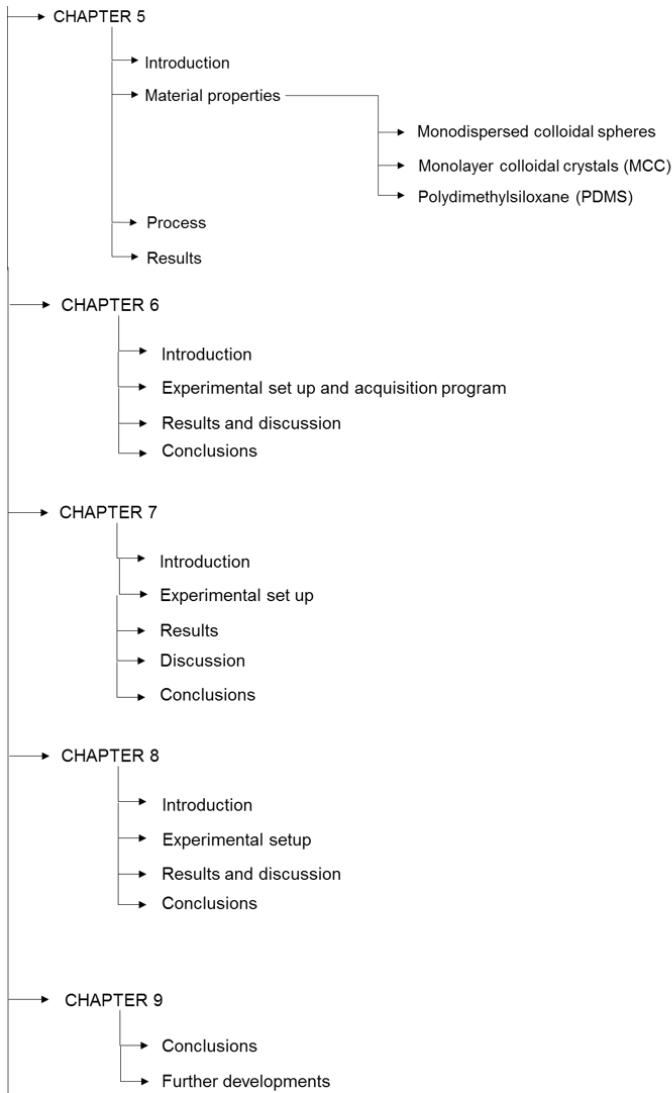 CHAPTER 5
Introduction
Material properties
Monodispersed colloidal spheres
Monolayer colloidal crystals (MCC)
Polydimethylsiloxane (PDMS)
Process
Results
CHAPTER 6
Introduction
Experimental set up and acquisition program
Results and discussion
Conclusions
CHAPTER 7
Introduction
Experimental set up
Results
Discussion
Conclusions
CHAPTER 8
Introduction
Experimental setup
Results and discussion
Conclusions
CHAPTER 9
Conclusions
Further developments